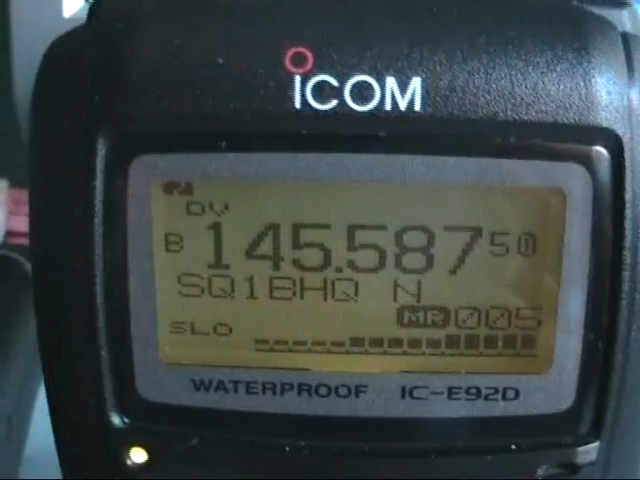 ICOM
DV
B 145.58750
SQ1BHQ N
MR 005
SLO
WATERPROOF IC-E92D